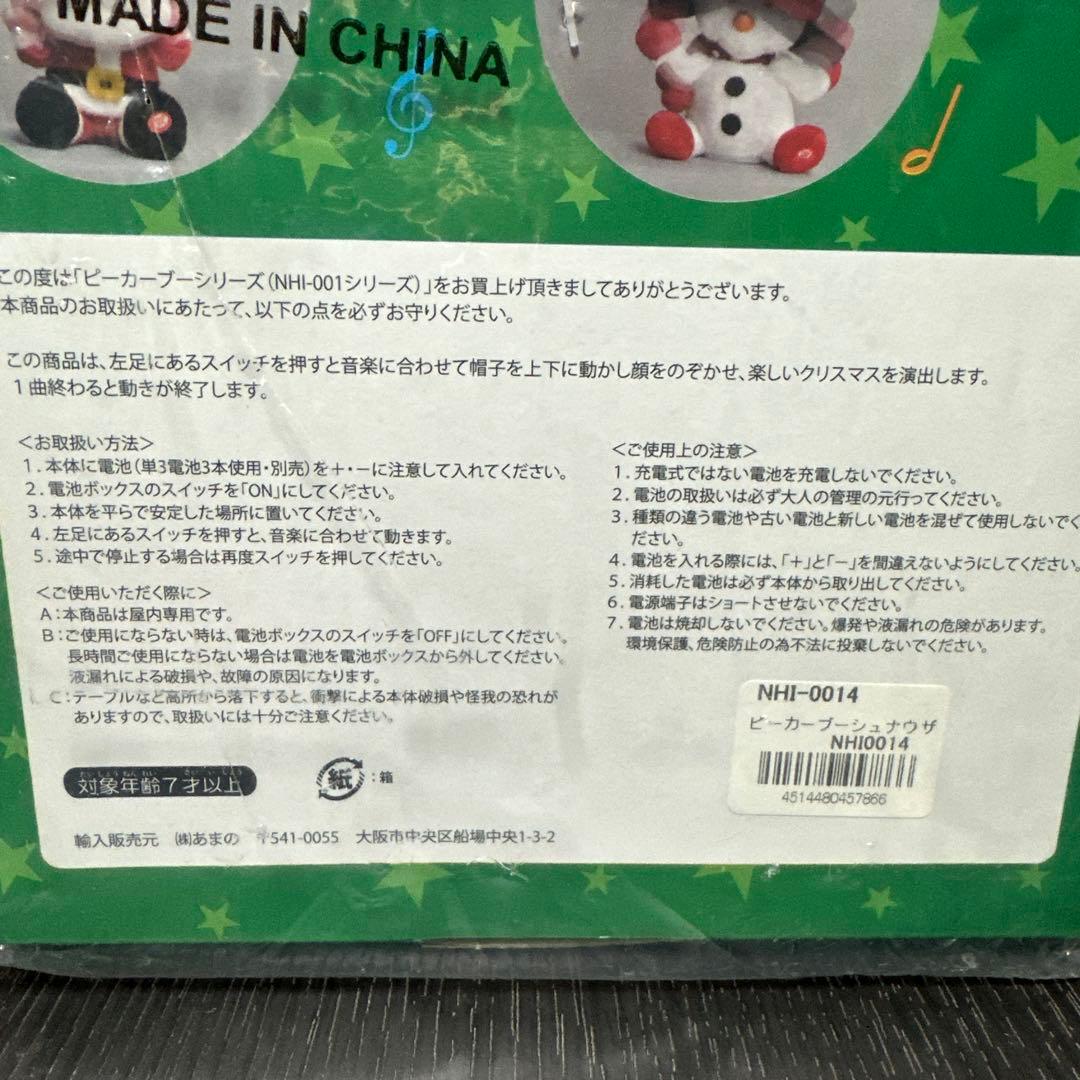 MADE IN CHINA
この度は「ピーカーブーシリーズ(NHI-001シリーズ)」をお買上げ頂きましてありがとうございます。
本商品のお取扱いにあたって、以下の点を必ずお守りください。
この商品は、左足にあるスイッチを押すと音楽に合わせて帽子を上下に動かし顔をのぞかせ、楽しいクリスマスを演出します。
1曲終わると動きが終了します。
<お取扱い方法>
1.本体に電池(単3電池3本使用・別売)を+・-に注意して入れてください。
2.電池ボックスのスイッチを「ON」にしてください。
3.本体を平らで安定した場所に置いてください。
4.左足にあるスイッチを押すと、音楽に合わせて動きます。
5.途中で停止する場合は再度スイッチを押してください。
<ご使用いただく際に>
A:本商品は屋内専用です。
B:ご使用にならない時は、電池ボックスのスイッチを「OFF」にしてください。
長時間ご使用にならない場合は電池を電池ボックスから外してください。
液漏れによる破損や、故障の原因になります。
C:テーブルなど高所から落下すると、衝撃による本体破損や怪我の恐れが
ありますので、取扱いには十分ご注意ください。
<ご使用上の注意>
1.充電式ではない電池を充電しないでください。
2.電池の取扱いは必ず大人の管理の元行ってください。
3.種類の違う電池や古い電池と新しい電池を混ぜて使用しないでく
ださい。
4.電池を入れる際には、「+」と「-」を間違えないようにしてください。
5.消耗した電池は必ず本体から取り出してください。
6.電源端子はショートさせないでください。
7.電池は焼却しないでください。爆発や液漏れの危険があります。
環境保護、危険防止の為不法に投棄しないでください。
NHI-0014
ピーカーブーシュナウザ
NHI0014
4514480457866
対象年齢7才以上
紙:箱
輸入販売元 ㈱あまの 〒541-0055 大阪市中央区船場中央1-3-2